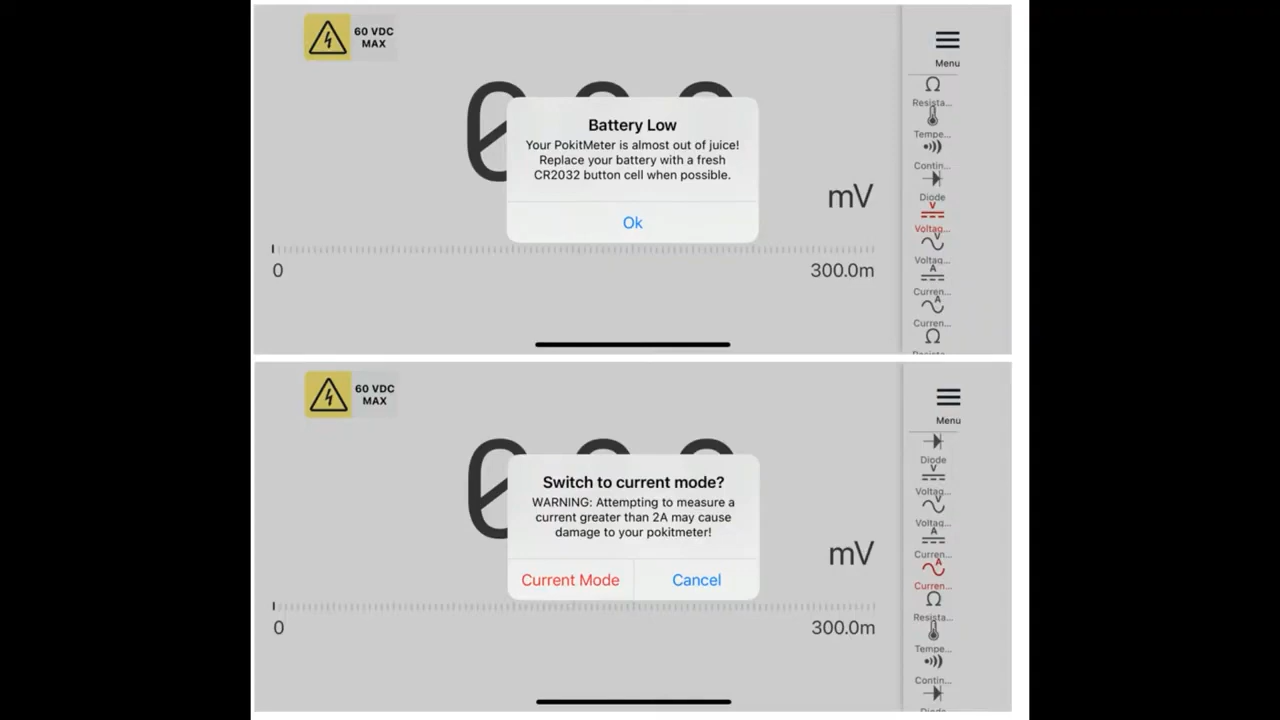 60 VDC
MAX
Menu
Resista...
Tempe...
Contin...
Diode
Voltag...
Voltag...
Curren...
Curren...
Battery Low
Your PokitMeter is almost out of juice!
Replace your battery with a fresh
CR2032 button cell when possible.
Ok
mV
0
300.0m
60 VDC
MAX
Menu
Diode
Voltag...
Voltag...
Curren...
Curren...
Resista...
Tempe...
Contin...
Switch to current mode?
WARNING: Attempting to measure a
current greater than 2A may cause
damage to your pokitmeter!
Current Mode
Cancel
mV
0
300.0m